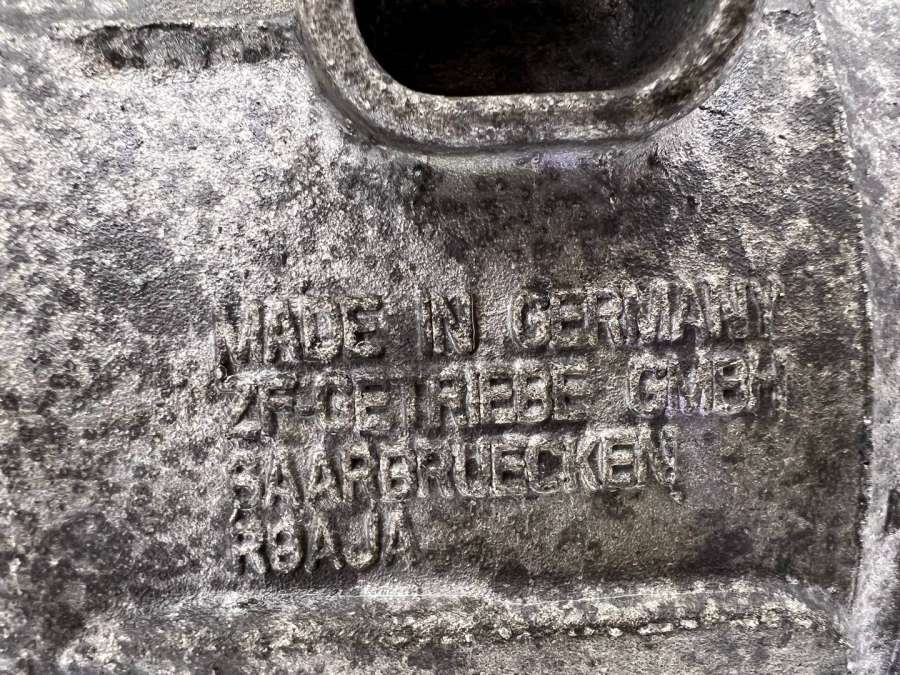 MADE IN GERMANY
ZF-GETRIEBE GMBH
SAARBRUECKEN
R8AJA